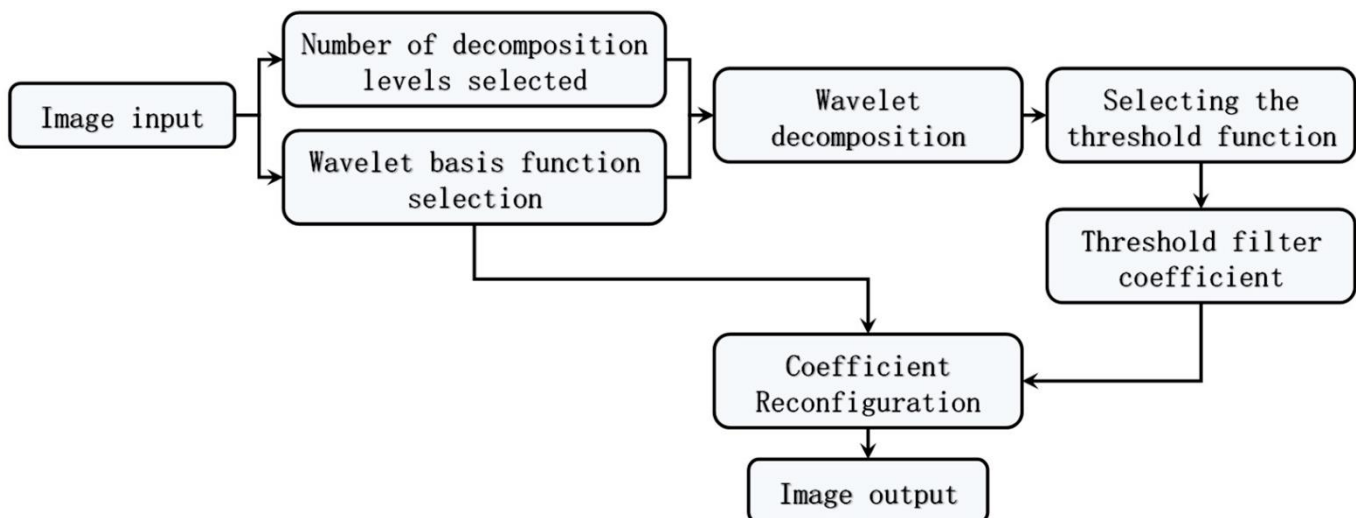 Image input
Number of decomposition
levels selected
Wavelet basis function
selection
Wavelet
decomposition
Selecting the
threshold function
Threshold filter
coefficient
Coefficient
Reconfiguration
Image output